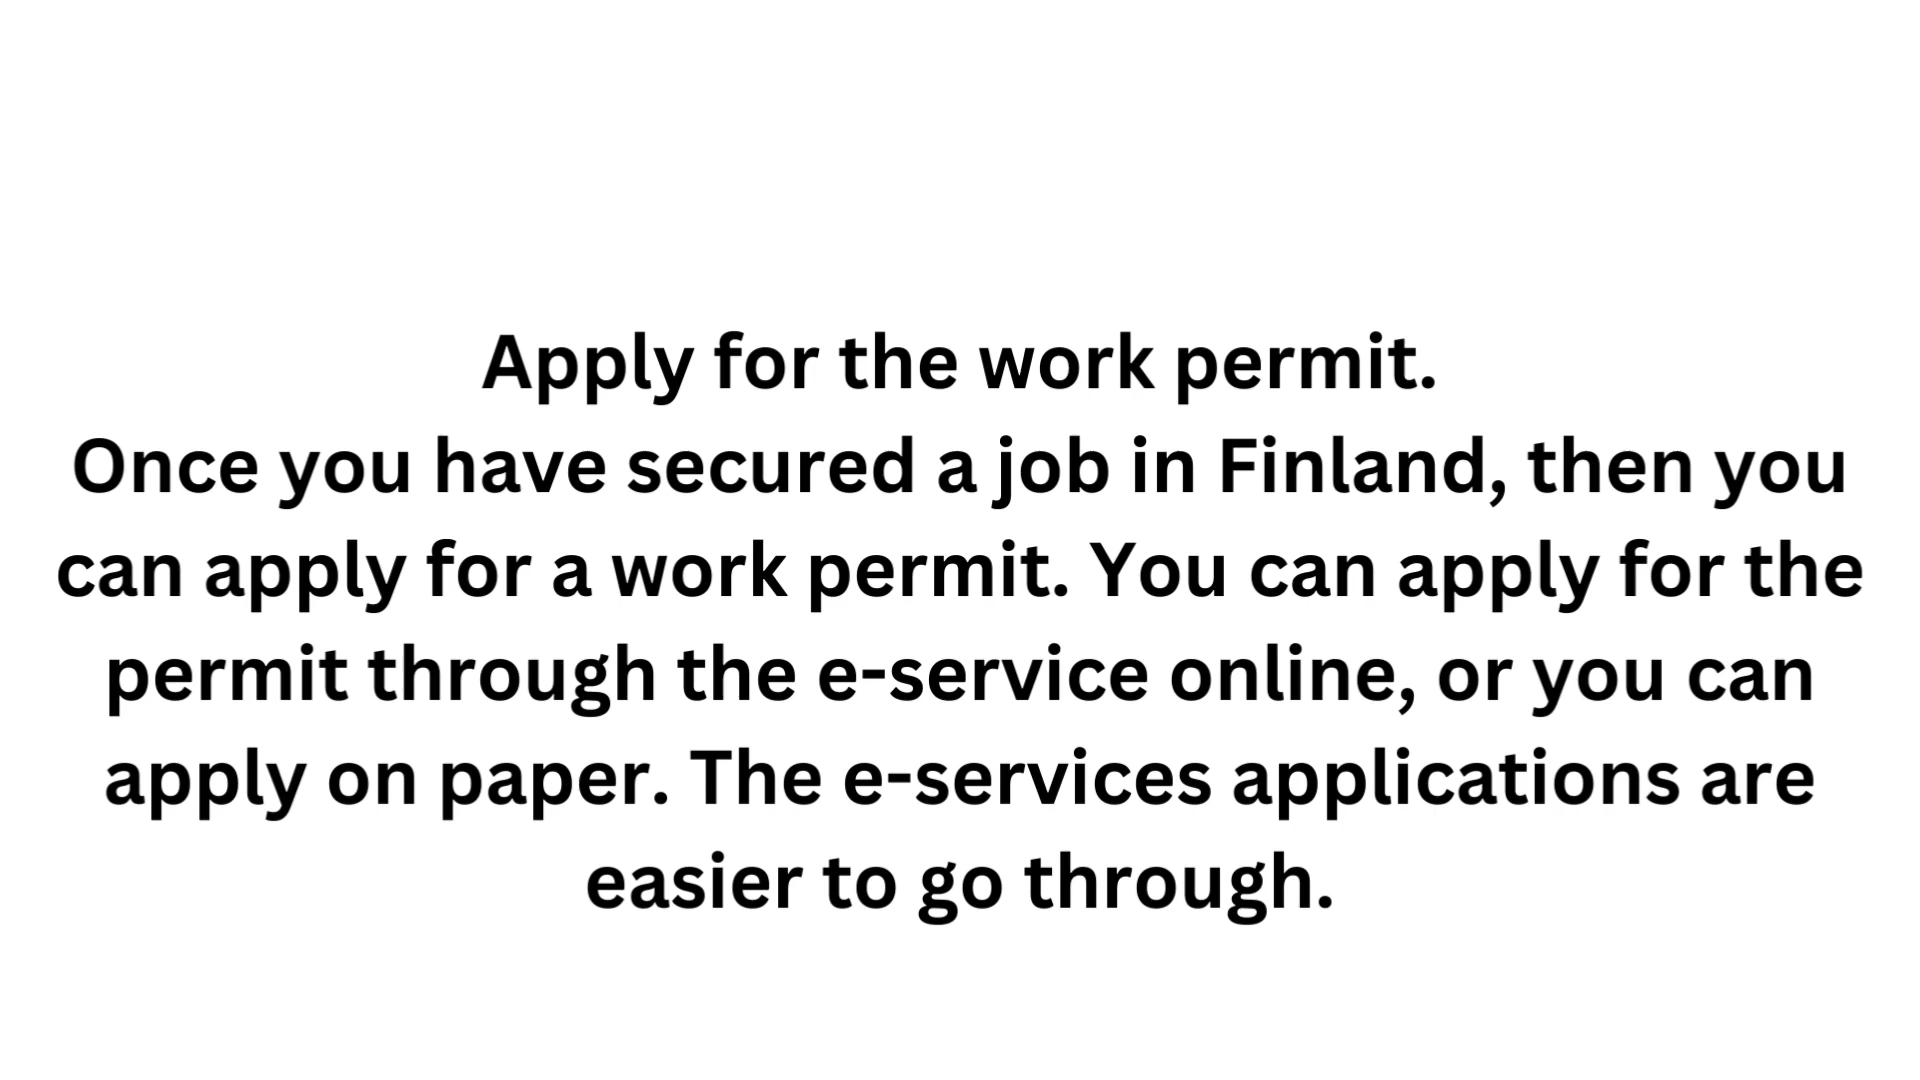 Apply for the work permit.
Once you have secured a job in Finland, then you
can apply for a work permit. You can apply for the
permit through the e-service online, or you can
apply on paper. The e-services applications are
easier to go through.